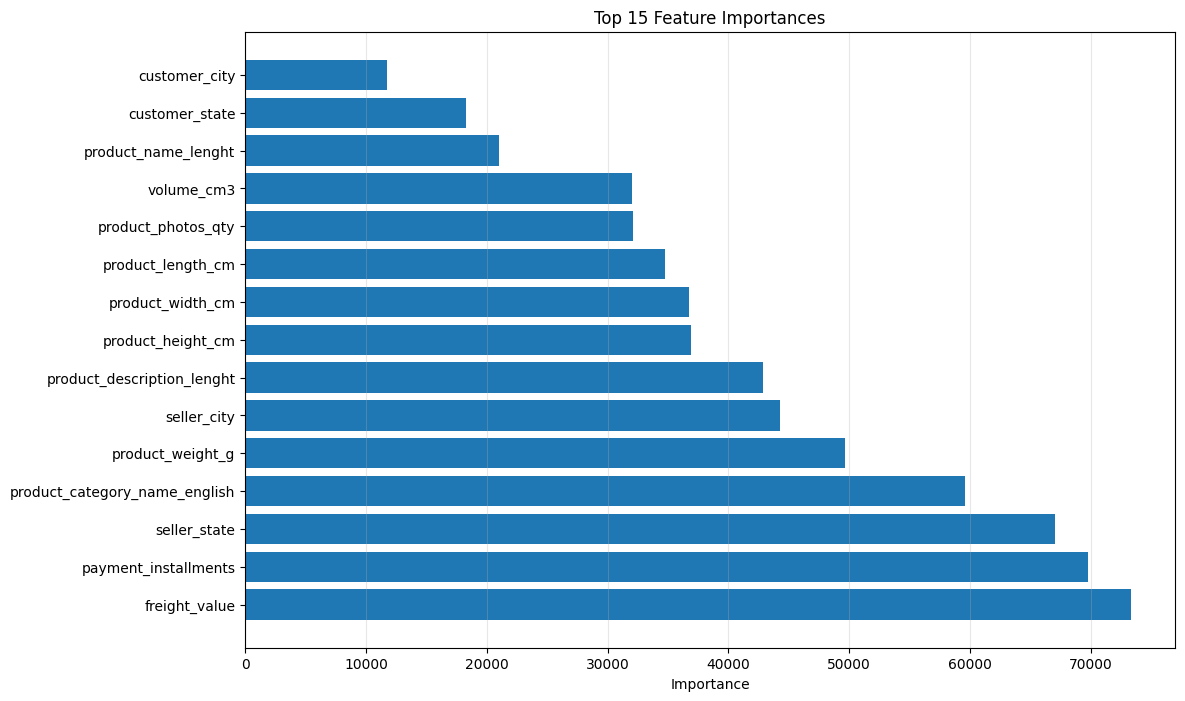 Top 15 Feature Importances
customer_city
customer_state
product_name_lenght
volume_cm3
product_photos_qty
product_length_cm
product_width_cm
product_height_cm
product_description_lenght
seller_city
product_weight_g
product_category_name_english
seller_state
payment_installments
freight_value
0 10000 20000 30000 40000 50000 60000 70000
Importance